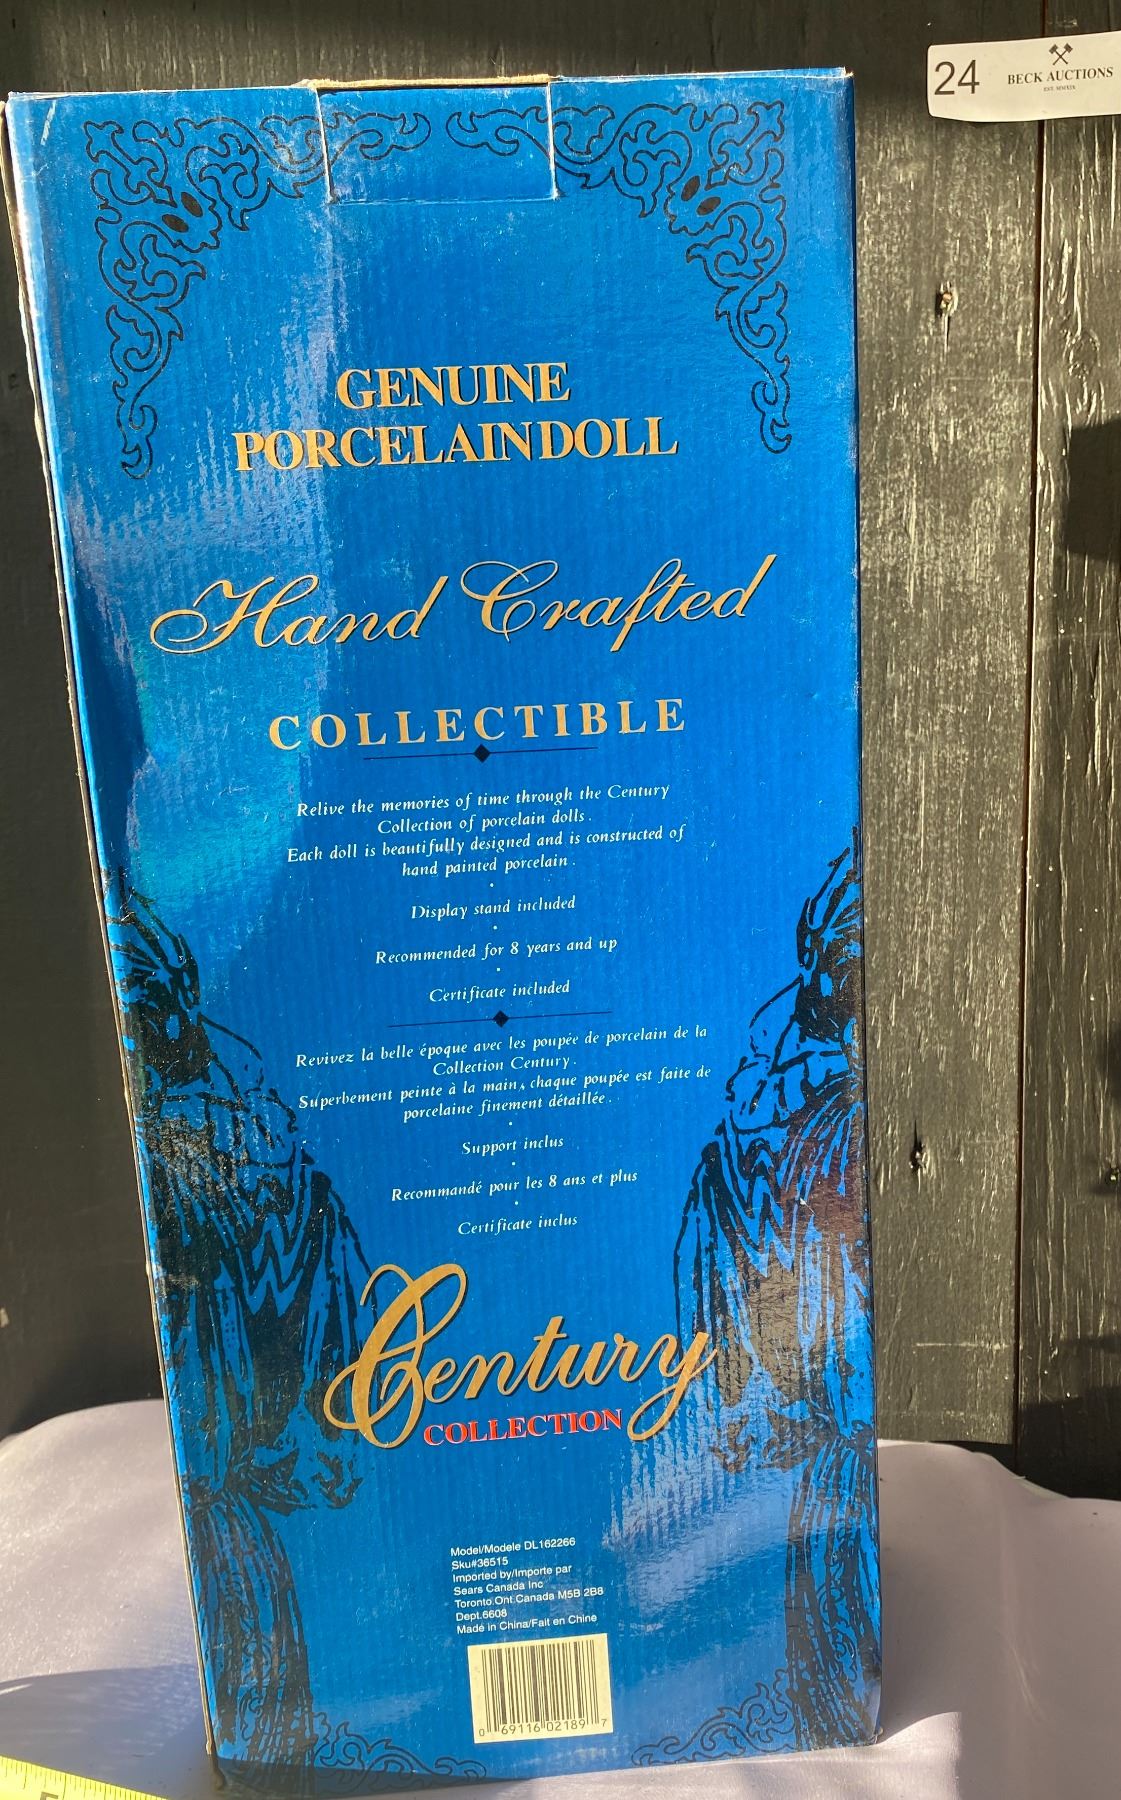 24 BECK AUCTIONS
EST. MMXIX
GENUINE
PORCELAIN DOLL
Hand Crafted
COLLECTIBLE
Relive the memories of time through the Century
Collection of porcelain dolls.
Each doll is beautifully designed and is constructed of
hand painted porcelain.
Display stand included
Recommended for 8 years and up
Certificate included
Revivez la belle époque avec les poupée de porcelain de la
Collection Century.
Superbement peinte à la main, chaque poupée est faite de
porcelaine finement détaillée.
Support inclus
Recommandé pour les 8 ans et plus
Certificate inclus
Century
COLLECTION
Model/Modele DL162266
Sku#36515
Imported by/Importe par
Sears Canada Inc
Toronto.Ont.Canada M5B 2B8
Dept.6608
Made in China/Fait en Chine
0 69116 02189 7